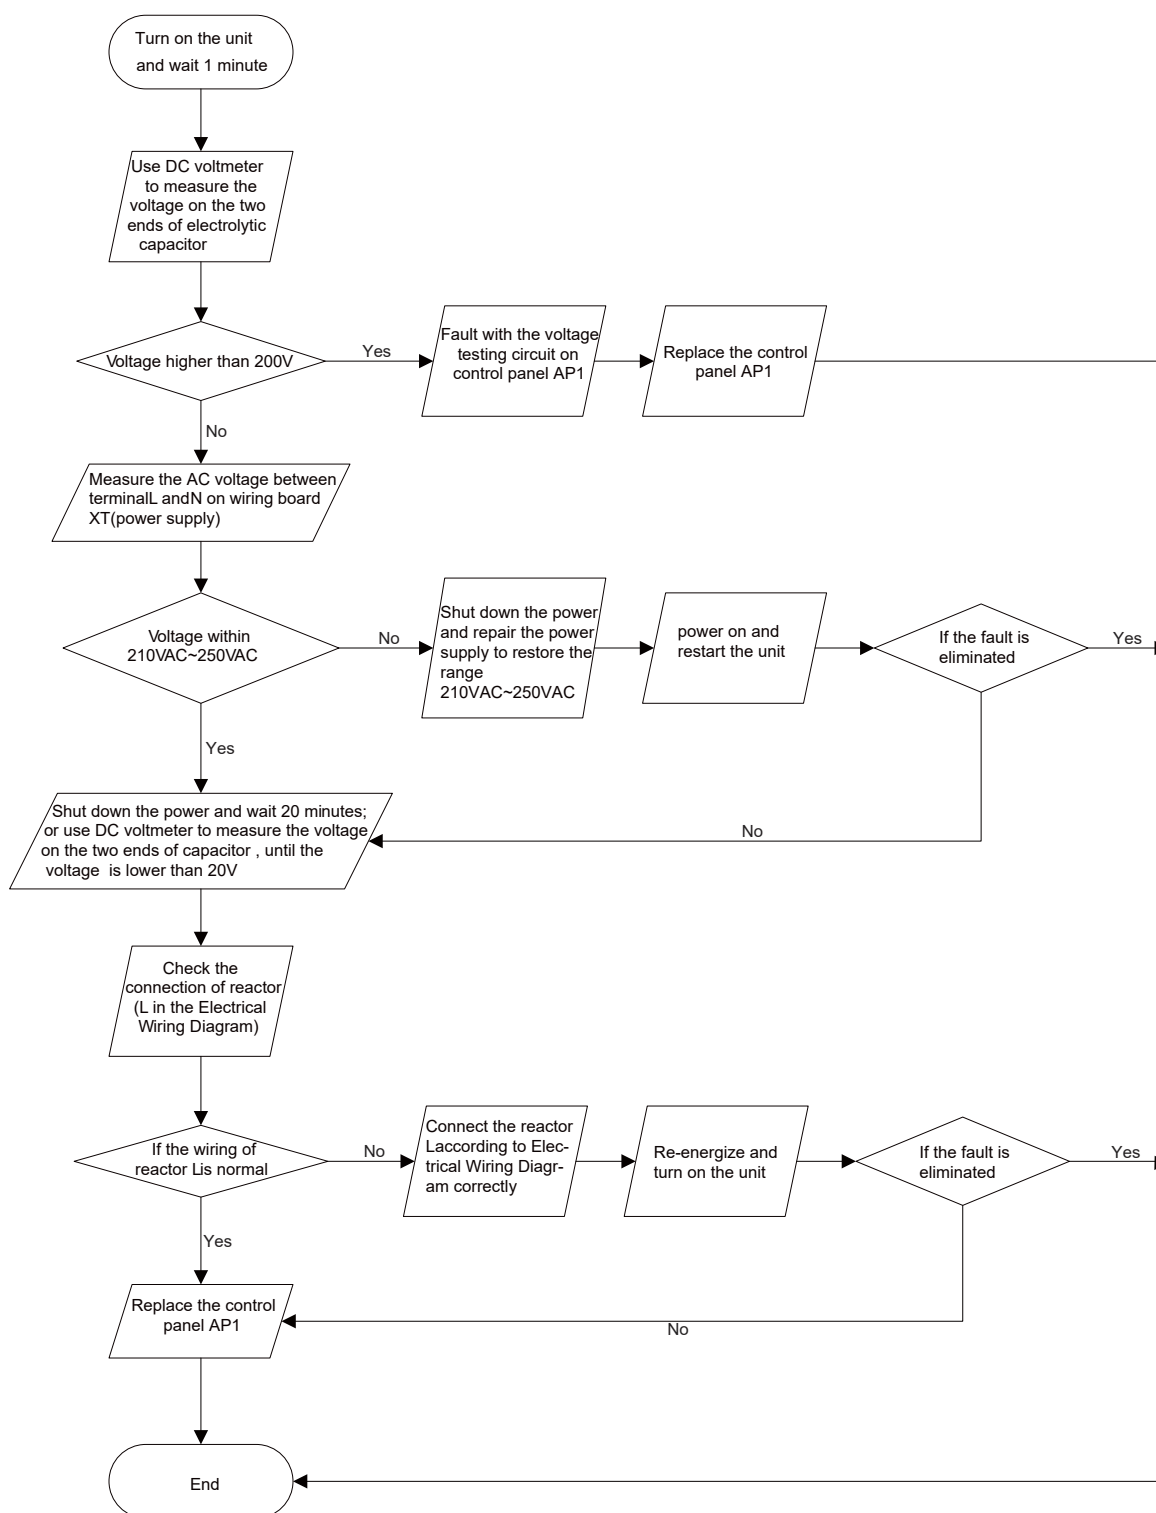 Turn on the unit
and wait 1 minute
Use DC voltmeter
to measure the
voltage on the two
ends of electrolytic
capacitor
Voltage higher than 200V
Yes
Fault with the voltage
testing circuit on
control panel AP1
Replace the control
panel AP1
No
Measure the AC voltage between
terminalL andN on wiring board
XT(power supply)
Voltage within
210VAC~250VAC
No
Shut down the power
and repair the power
supply to restore the
range
210VAC~250VAC
power on and
restart the unit
If the fault is
eliminated
Yes
Yes
No
Shut down the power and wait 20 minutes;
or use DC voltmeter to measure the voltage
on the two ends of capacitor , until the
voltage is lower than 20V
Check the
connection of reactor
(L in the Electrical
Wiring Diagram)
If the wiring of
reactor Lis normal
No
Connect the reactor
Laccording to Elec-
trical Wiring Diagr-
am correctly
Re-energize and
turn on the unit
If the fault is
eliminated
Yes
Yes
No
Replace the control
panel AP1
End